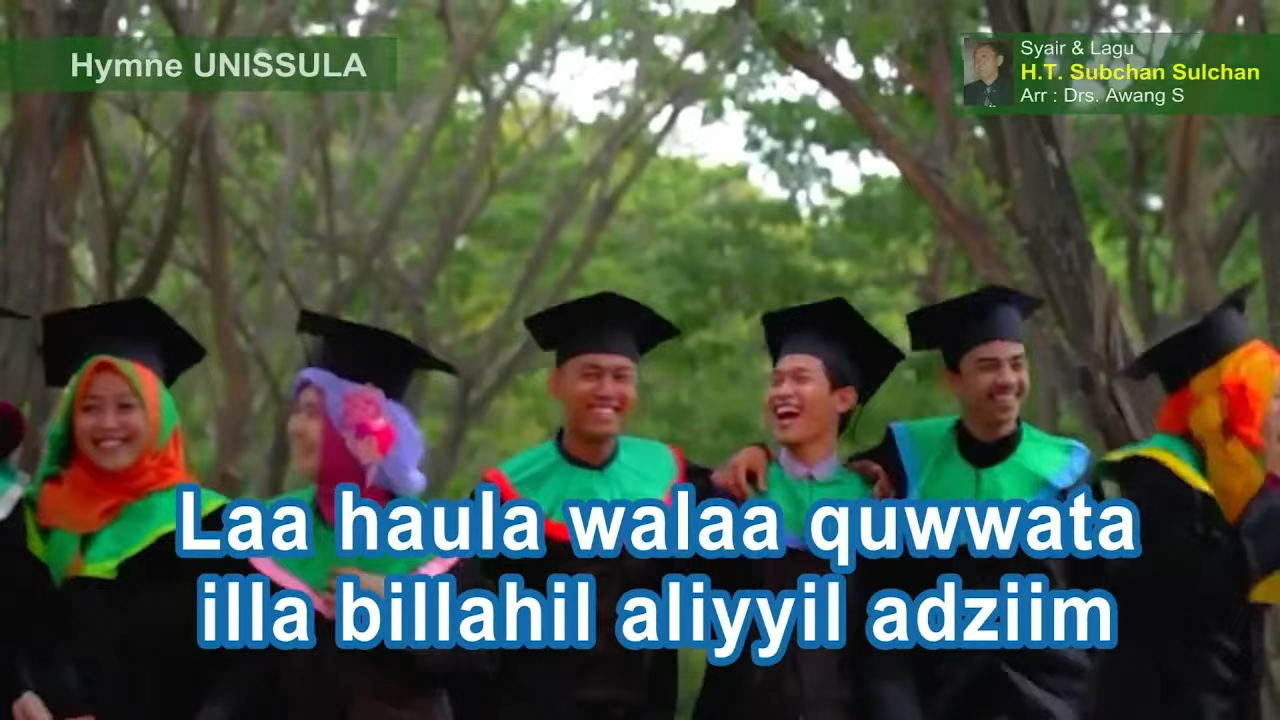 Hymne UNISSULA
Syair & Lagu
H.T. Subchan Sulchan
Arr : Drs. Awang S
Laa haula walaa quwwata
illa billahil aliyyil adziim